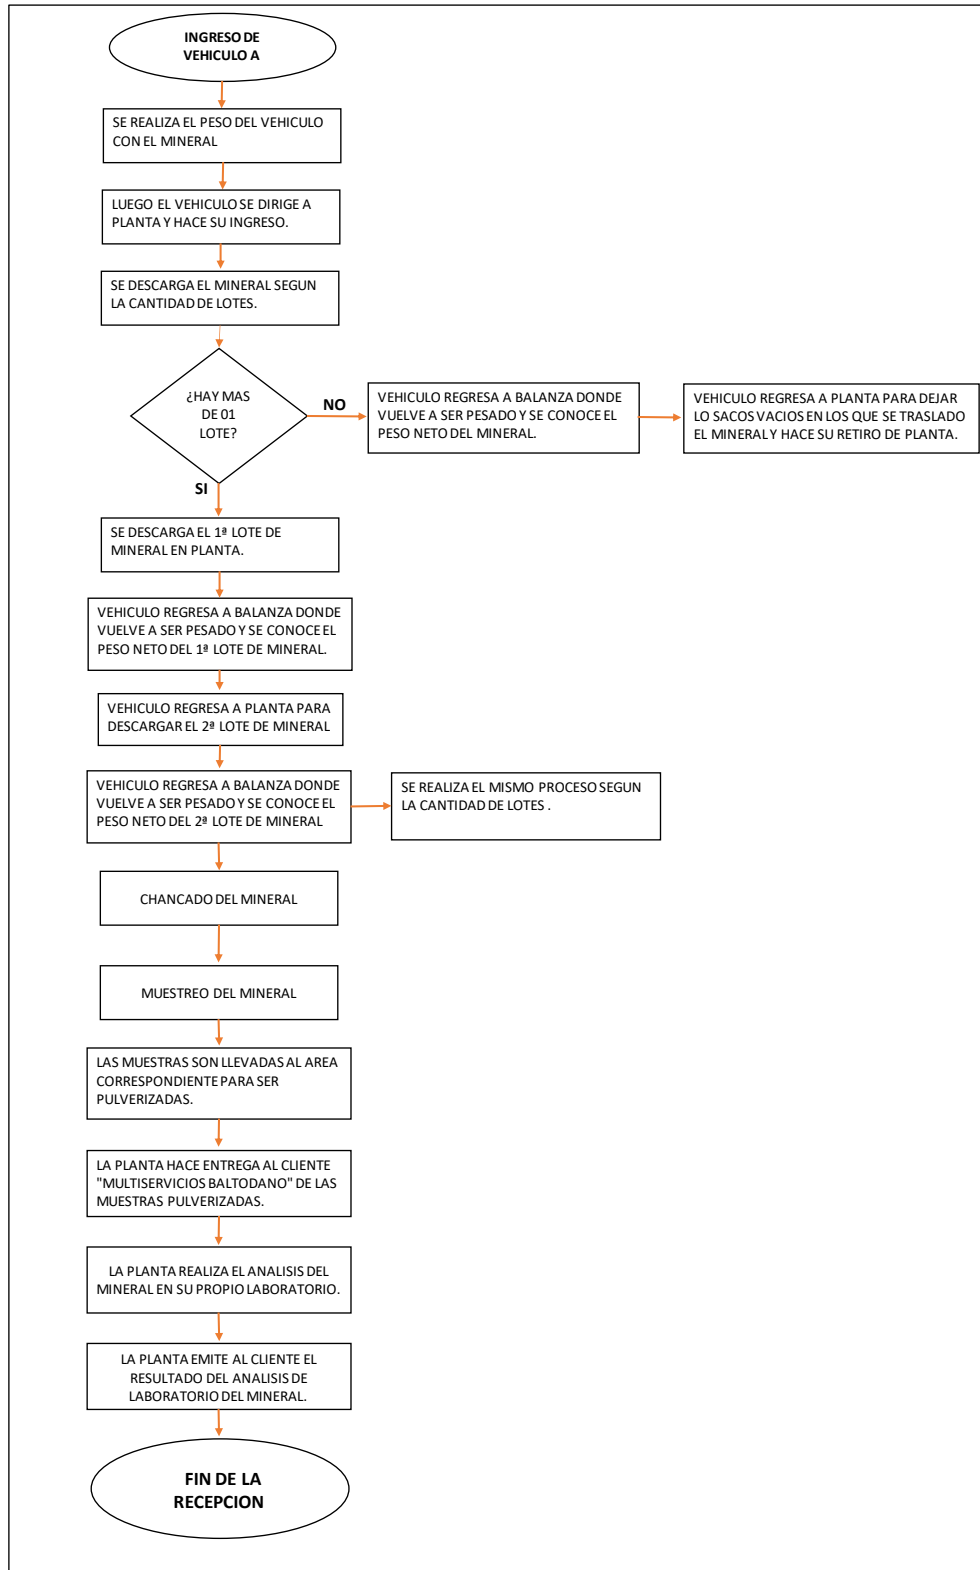 INGRESO DE
VEHICULO A
SE REALIZA EL PESO DEL VEHICULO
CON EL MINERAL
LUEGO EL VEHICULO SE DIRIGE A
PLANTA Y HACE SU INGRESO.
SE DESCARGA EL MINERAL SEGUN
LA CANTIDAD DE LOTES.
¿HAY MAS
DE 01
LOTE?
NO
VEHICULO REGRESA A BALANZA DONDE
VUELVE A SER PESADO Y SE CONOCE EL
PESO NETO DEL MINERAL.
VEHICULO REGRESA A PLANTA PARA DEJAR
LO SACOS VACIOS EN LOS QUE SE TRASLADO
EL MINERAL Y HACE SU RETIRO DE PLANTA.
SI
SE DESCARGA EL 1ª LOTE DE
MINERAL EN PLANTA.
VEHICULO REGRESA A BALANZA DONDE
VUELVE A SER PESADO Y SE CONOCE EL
PESO NETO DEL 1ª LOTE DE MINERAL.
VEHICULO REGRESA A PLANTA PARA
DESCARGAR EL 2ª LOTE DE MINERAL
VEHICULO REGRESA A BALANZA DONDE
VUELVE A SER PESADO Y SE CONOCE EL
PESO NETO DEL 2ª LOTE DE MINERAL
SE REALIZA EL MISMO PROCESO SEGUN
LA CANTIDAD DE LOTES .
CHANCADO DEL MINERAL
MUESTREO DEL MINERAL
LAS MUESTRAS SON LLEVADAS AL AREA
CORRESPONDIENTE PARA SER
PULVERIZADAS.
LA PLANTA HACE ENTREGA AL CLIENTE
"MULTISERVICIOS BALTODANO" DE LAS
MUESTRAS PULVERIZADAS.
LA PLANTA REALIZA EL ANALISIS DEL
MINERAL EN SU PROPIO LABORATORIO.
LA PLANTA EMITE AL CLIENTE EL
RESULTADO DEL ANALISIS DE
LABORATORIO DEL MINERAL.
FIN DE LA
RECEPCION